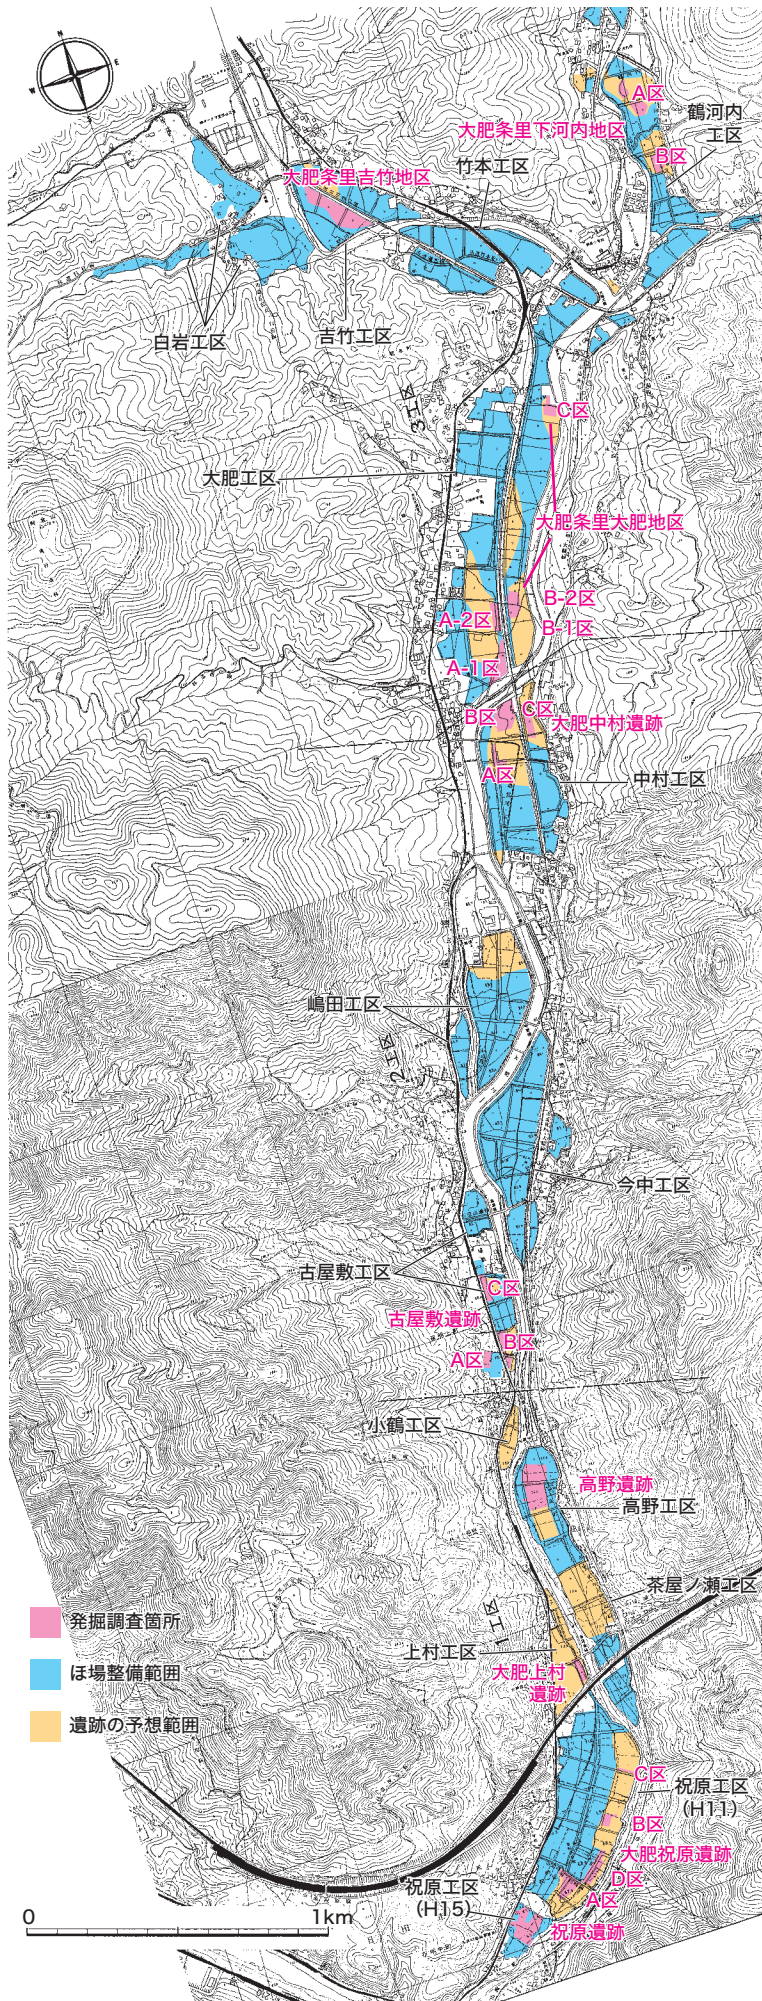 N
E
S
W
A区
鶴河内
工区
大肥条里下河内地区
B区
竹本工区
大肥条里吉竹地区
白岩工区
吉竹工区
3工区
C区
大肥工区
大肥条里大肥地区
B-2区
A-2区
B-1区
A-1区
B区
C区
大肥中村遺跡
A区
中村工区
嶋田工区
2工区
今中工区
古屋敷工区
C区
古屋敷遺跡
B区
A区
小鶴工区
高野遺跡
高野工区
茶屋ノ瀬工区
1工区
上村工区
大肥上村
遺跡
発掘調査箇所
ほ場整備範囲
遺跡の予想範囲
C区
祝原工区
(H11)
B区
大肥祝原遺跡
D区
A区
祝原工区
(H15)
祝原遺跡
0
1km